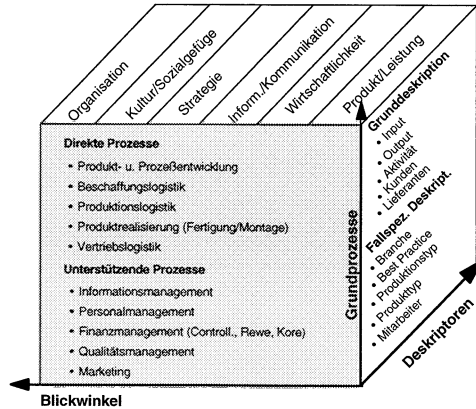 Organisation
Kultur/Sozialgefüge
Strategie
Inform./Kommunikation
Wirtschaftlichkeit
Produkt/Leistung
Direkte Prozesse
• Produkt- u. Prozeßentwicklung
• Beschaffungslogistik
• Produktionslogistik
• Produktrealisierung (Fertigung/Montage)
• Vertriebslogistik
Unterstützende Prozesse
• Informationsmanagement
• Personalmanagement
• Finanzmanagement (Controll., Rewe, Kore)
• Qualitätsmanagement
• Marketing
Grundprozesse
Grunddeskription
• Input
• Output
• Aktivität
• Kunden
• Lieferanten
Fallspez. Deskript.
• Branche
• Best Practice
• Produktionstyp
• Produkttyp
• Mitarbeiter
Deskriptoren
Blickwinkel